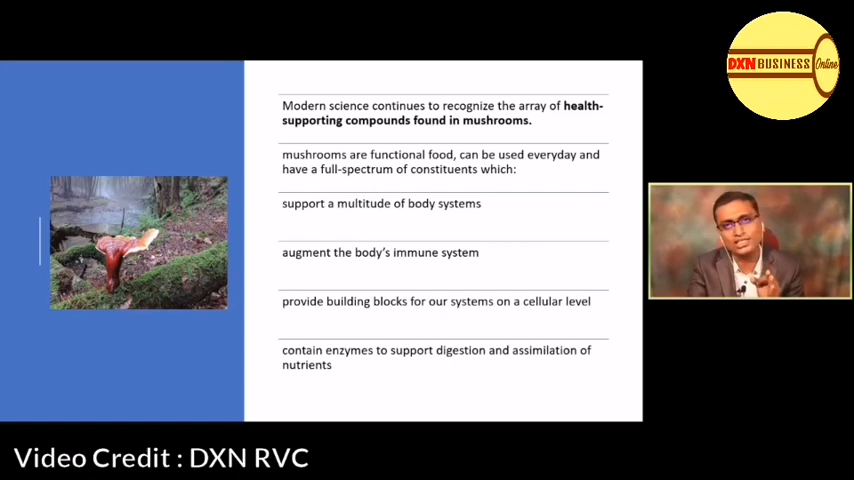 DXN BUSINESS Online
Modern science continues to recognize the array of health-
supporting compounds found in mushrooms.
mushrooms are functional food, can be used everyday and
have a full-spectrum of constituents which:
support a multitude of body systems
augment the body's immune system
provide building blocks for our systems on a cellular level
contain enzymes to support digestion and assimilation of
nutrients
Video Credit : DXN RVC